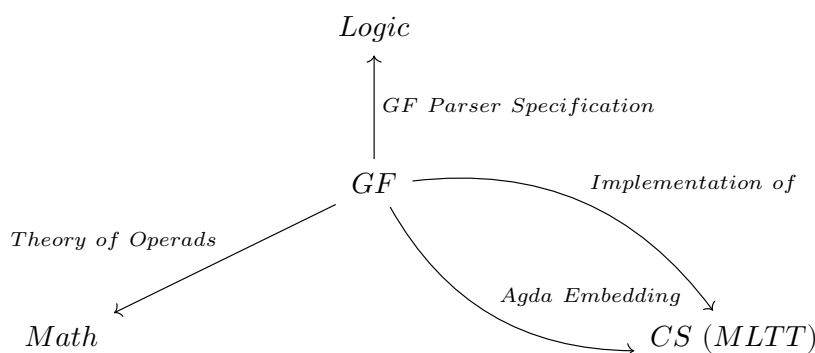 Logic
GF Parser Specification
GF
Implementation of
Theory of Operads
Agda Embedding
Math
CS (MLTT)